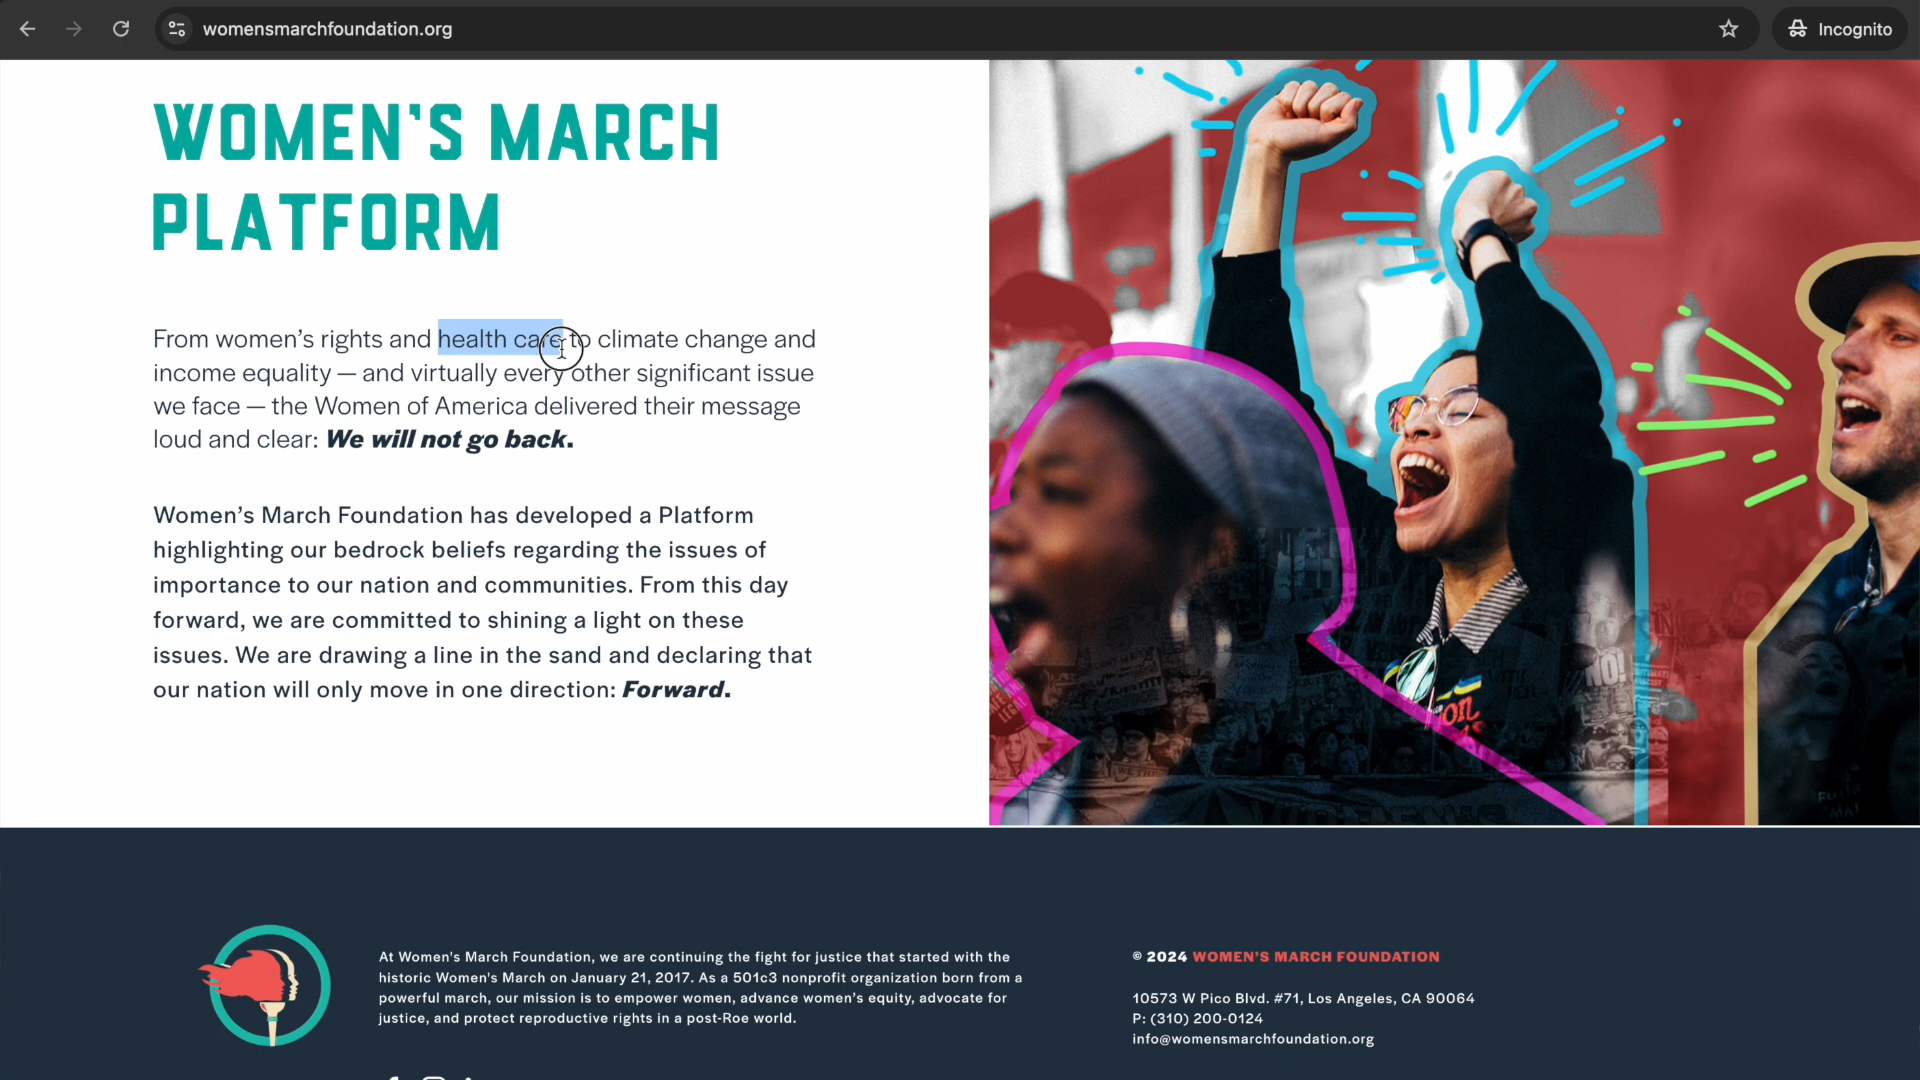 womensmarchfoundation.org
Incognito
WOMEN'S MARCH
PLATFORM
From women's rights and health care to climate change and
income equality — and virtually every other significant issue
we face — the Women of America delivered their message
loud and clear: We will not go back.
Women's March Foundation has developed a Platform
highlighting our bedrock beliefs regarding the issues of
importance to our nation and communities. From this day
forward, we are committed to shining a light on these
issues. We are drawing a line in the sand and declaring that
our nation will only move in one direction: Forward.
NO!
At Women's March Foundation, we are continuing the fight for justice that started with the
historic Women's March on January 21, 2017. As a 501c3 nonprofit organization born from a
powerful march, our mission is to empower women, advance women's equity, advocate for
justice, and protect reproductive rights in a post-Roe world.
© 2024 WOMEN'S MARCH FOUNDATION
10573 W Pico Blvd. #71, Los Angeles, CA 90064
P: (310) 200-0124
info@womensmarchfoundation.org